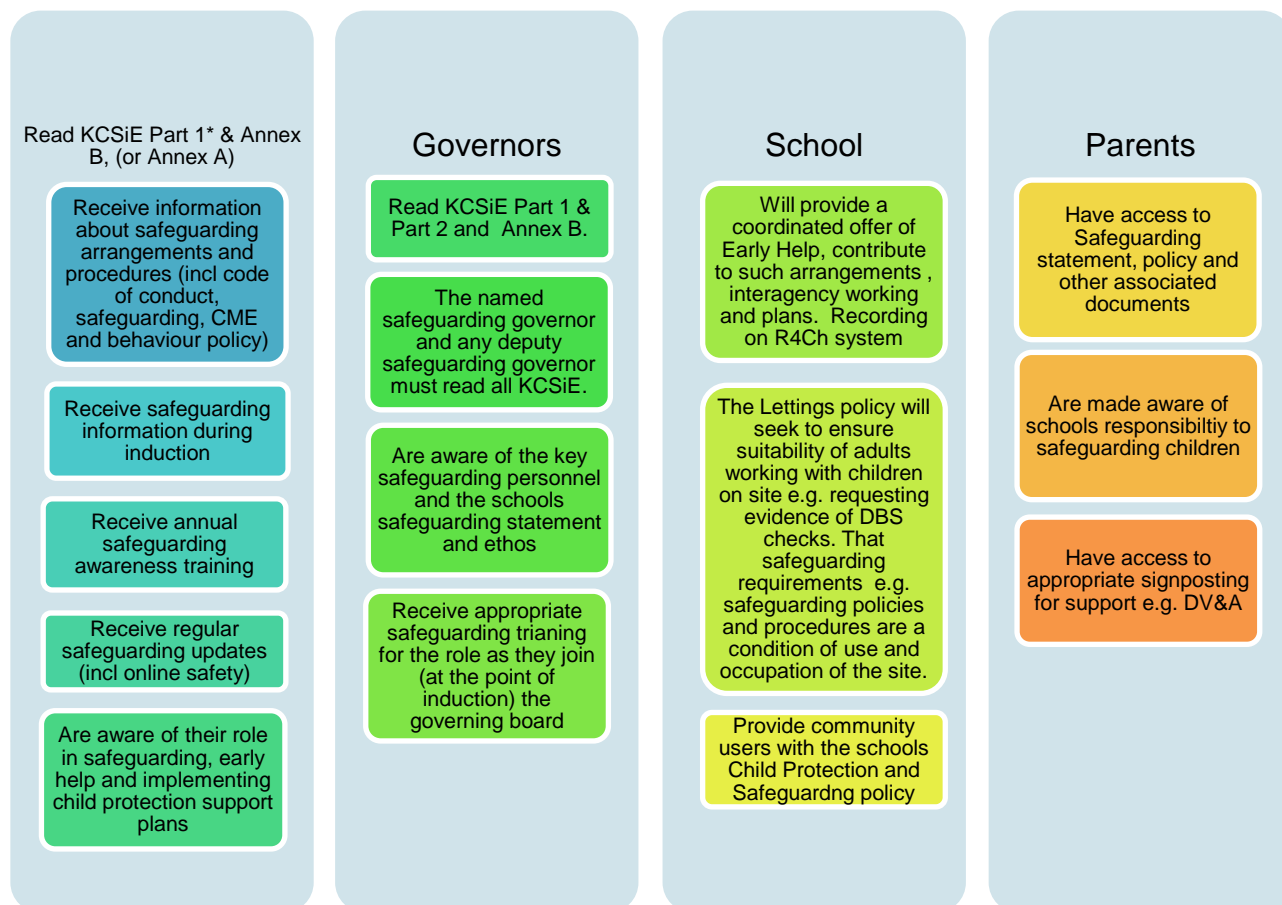 Read KCSiE Part 1* & Annex
B, (or Annex A)
Receive information
about safeguarding
arrangements and
procedures (incl code
of conduct,
safeguarding, CME
and behaviour policy)
Receive safeguarding
information during
induction
Receive annual
safeguarding
awareness training
Receive regular
safeguarding updates
(incl online safety)
Are aware of their role
in safeguarding, early
help and implementing
child protection support
plans
Governors
Read KCSiE Part 1 &
Part 2 and Annex B.
The named
safeguarding governor
and any deputy
safeguarding governor
must read all KCSiE.
Are aware of the key
safeguarding personnel
and the schools
safeguarding statement
and ethos
Receive appropriate
safeguarding trianing
for the role as they join
(at the point of
induction) the
governing board
School
Will provide a
coordinated offer of
Early Help, contribute
to such arrangements ,
interagency working
and plans. Recording
on R4Ch system
The Lettings policy will
seek to ensure
suitability of adults
working with children
on site e.g. requesting
evidence of DBS
checks. That
safeguarding
requirements e.g.
safeguarding policies
and procedures are a
condition of use and
occupation of the site.
Provide community
users with the schools
Child Protection and
Safeguardng policy
Parents
Have access to
Safeguarding
statement, policy and
other associated
documents
Are made aware of
schools responsibiltiy to
safeguarding children
Have access to
appropriate signposting
for support e.g. DV&A